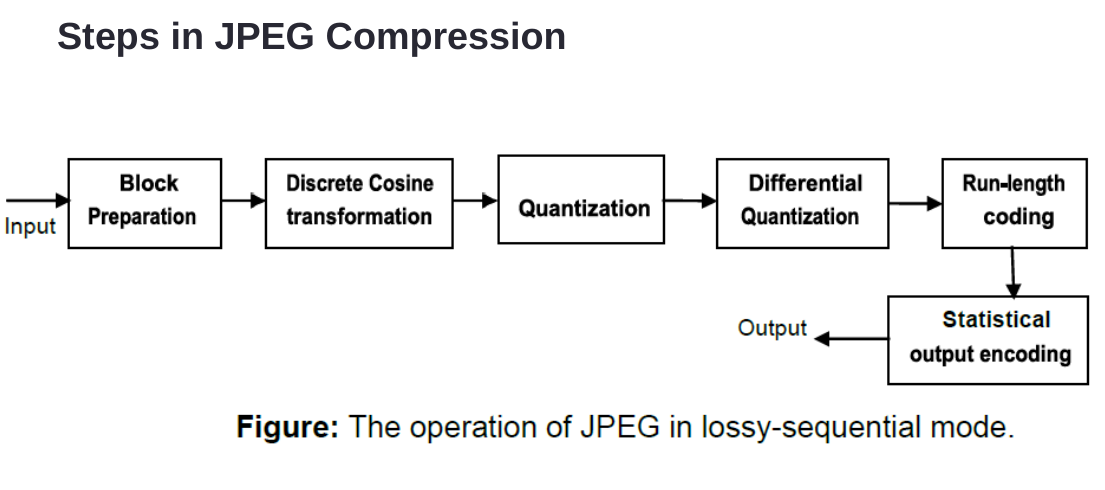 Steps in JPEG Compression
Input
Block
Preparation
Discrete Cosine
transformation
Quantization
Differential
Quantization
Run-length
coding
Statistical
output encoding
Output
Figure: The operation of JPEG in lossy-sequential mode.